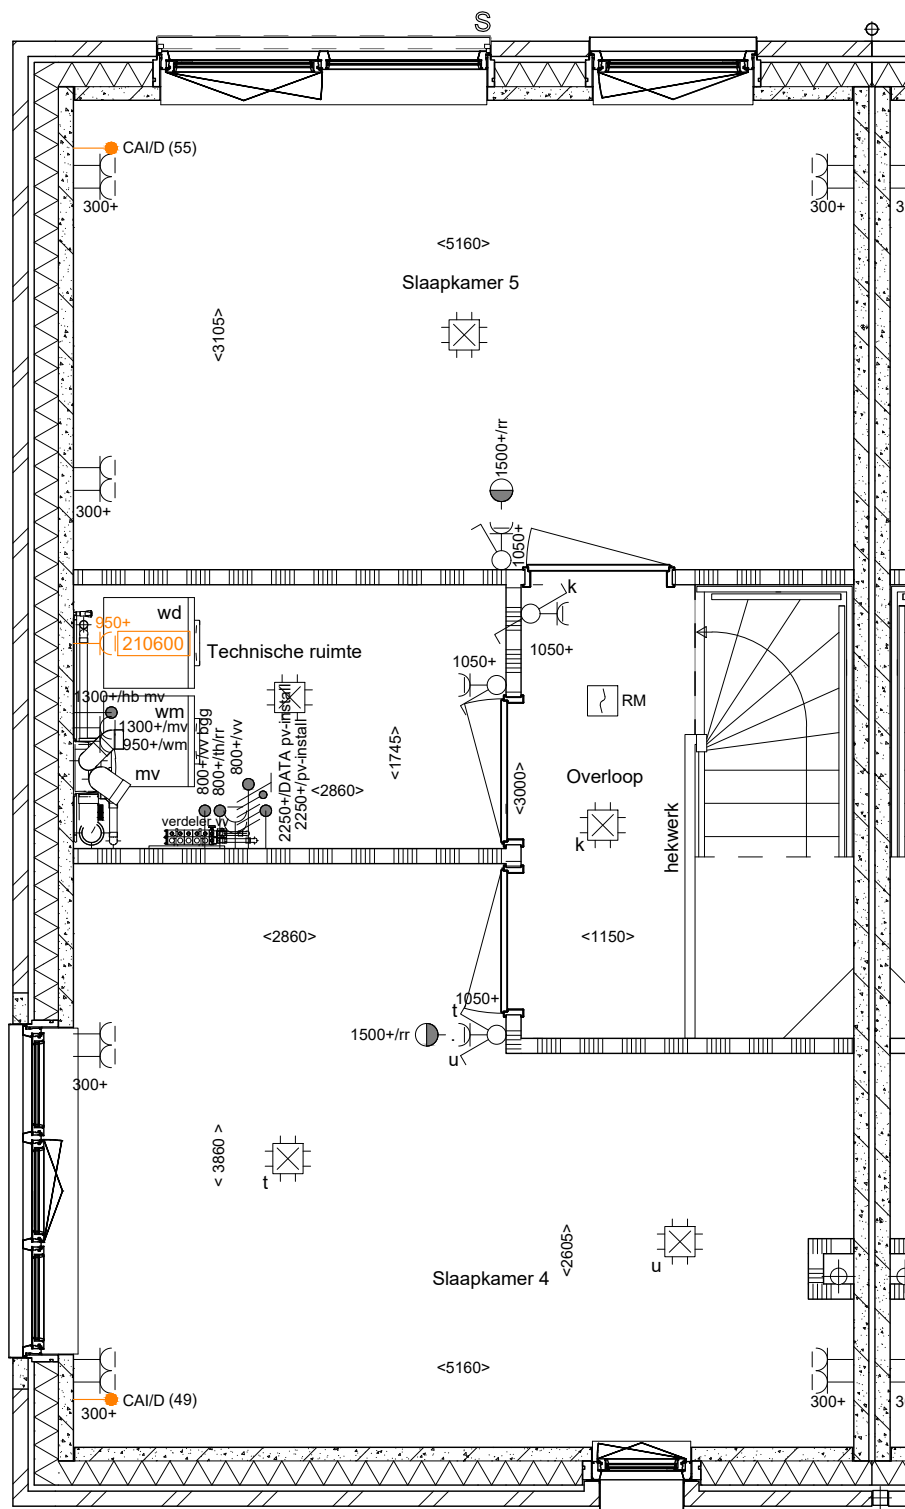 S
CAI/D (55)
300+
300+
3
<5160>
Slaapkamer 5
<3105>
1500+/rr
300+
1050+
k
950+
wd
210600
Technische ruimte
1050+
1050+
RM
1300+/hb mv
wm
1300+/mv
950+/wm
mv
800+/vv bgg
800+/th/rr
800+/vv
2250+/DATA pv-install
2250+/pv-install
<1745>
<2860>
verdeler vv
<3000>
Overloop
k
hekwerk
<2860>
<1150>
1050+
t
1500+/rr
u
300+
<3860 >
t
<2605>
u
Slaapkamer 4
<5160>
CAI/D (49)
300+
300+
3